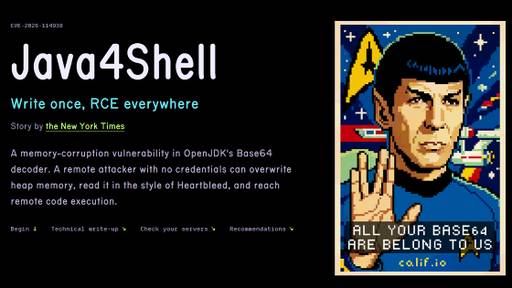 CVE-2026-114938
Java4Shell
Write once, RCE everywhere
Story by the New York Times
A memory-corruption vulnerability in OpenJDK's Base64
decoder. A remote attacker with no credentials can overwrite
heap memory, read it in the style of Heartbleed, and reach
remote code execution.
Begin ↓ Technical write-up ↘ Check your servers ↘ Recommendations ↘
ALL YOUR BASE64
ARE BELONG TO US
calif.io